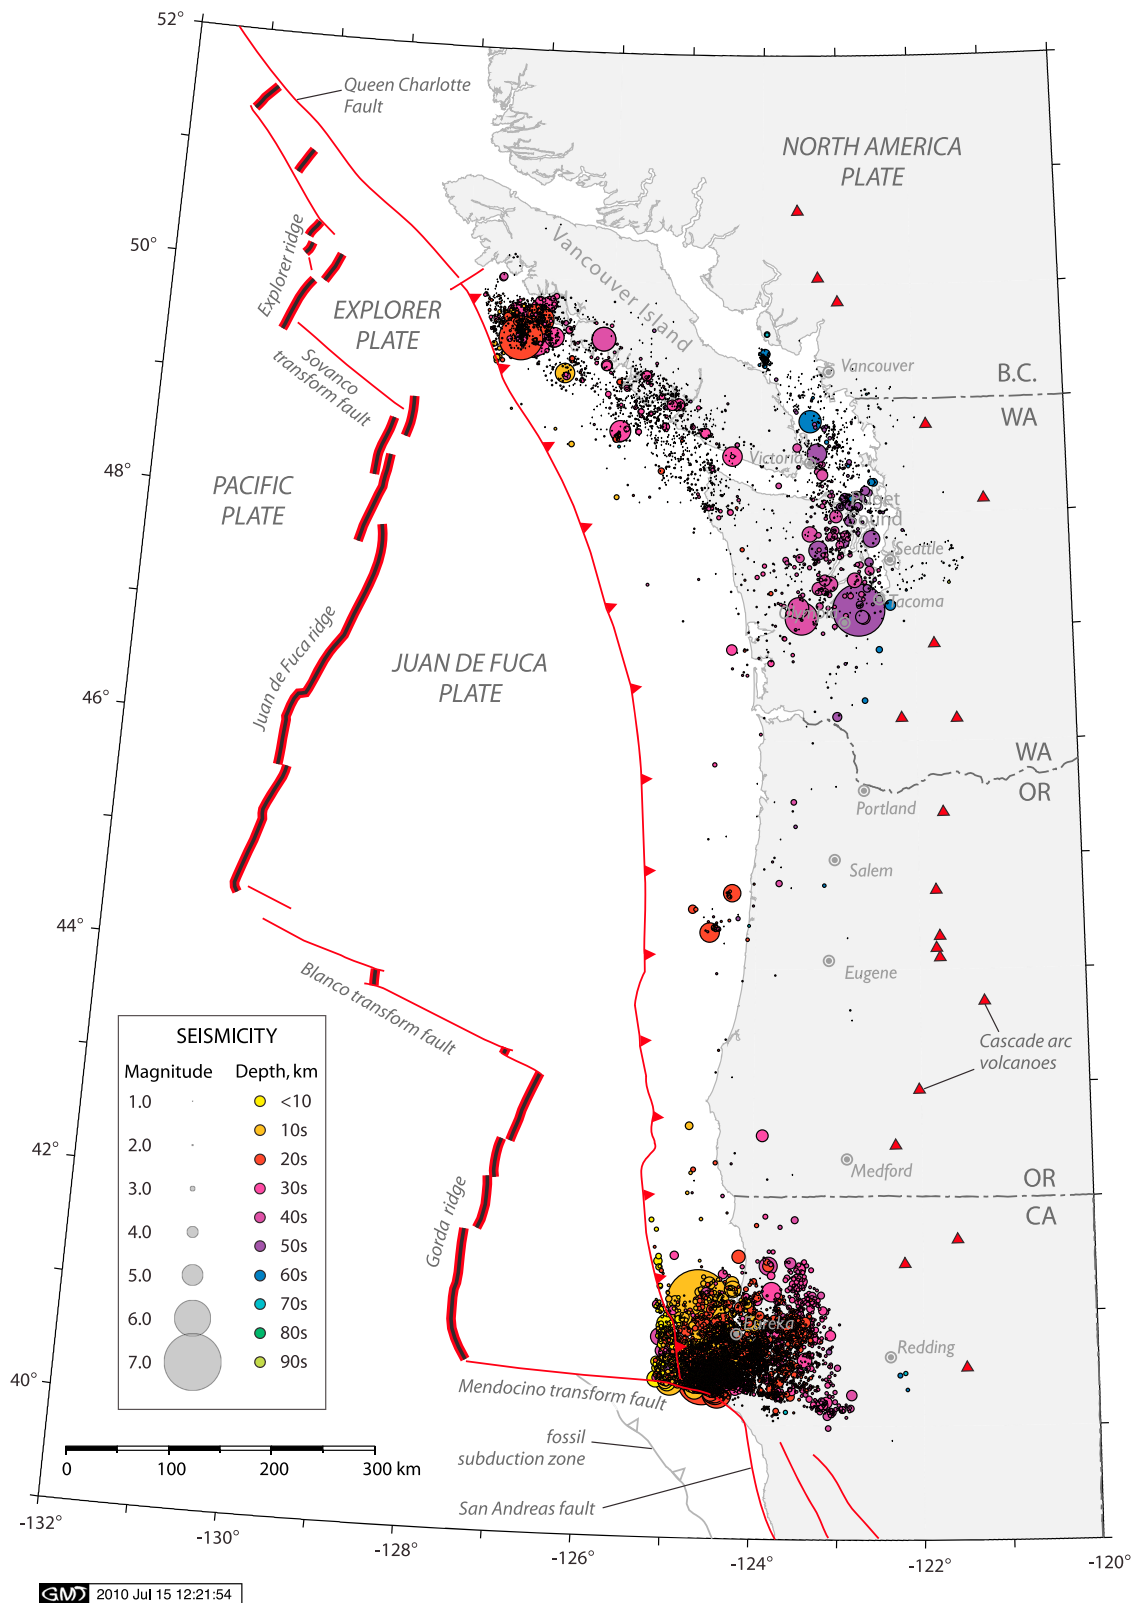 52°
Queen Charlotte
Fault
NORTH AMERICA
PLATE
50°
Explorer ridge
Vancouver Island
EXPLORER
PLATE
Sovanco
transform fault
Vancouver
B.C.
WA
48°
Victoria
PACIFIC
PLATE
Puget
Sound
Seattle
Tacoma
Juan de Fuca ridge
JUAN DE FUCA
PLATE
46°
WA
OR
Portland
Salem
44°
Eugene
Blanco transform fault
Cascade arc
volcanoes
SEISMICITY
Magnitude Depth, km
1.0 <10
2.0 10s
3.0 20s
4.0 30s
5.0 40s
6.0 50s
7.0 60s
70s
80s
90s
42°
Medford
OR
CA
Gorda ridge
Eureka
Redding
40°
Mendocino transform fault
fossil
subduction zone
San Andreas fault
0 100 200 300 km
-132° -130° -128° -126° -124° -122° -120°
GMT 2010 Jul 15 12:21:54